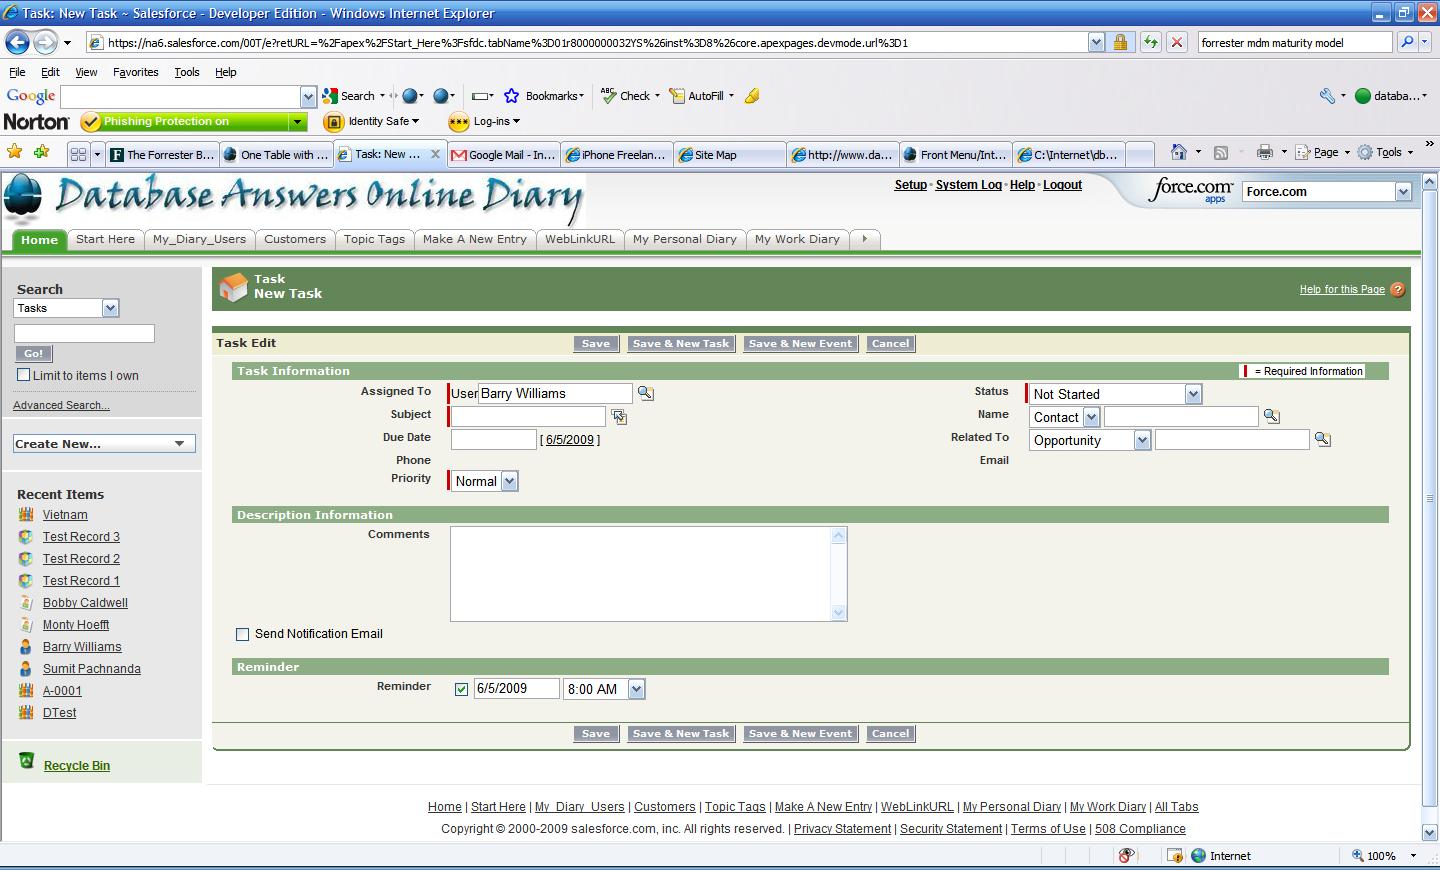 Task: New Task ~ Salesforce - Developer Edition - Windows Internet Explorer
https://na6.salesforce.com/00T/e?retURL=%2Fapex%2FStart_Here%3Fsfdc.tabName%3D01r8000000032YS%26inst%3D8%26core.apexpages.devmode.url%3D1
forrester mdm maturity model
File Edit View Favorites Tools Help
Google Search Bookmarks ABC Check AutoFill databa...
Norton Phishing Protection on Identity Safe Log-ins
The Forrester B... One Table with ... Task: New ... X Google Mail - In... iPhone Freelan... Site Map http://www.da... Front Menu/Int... C:\Internet\db... Page Tools »
Database Answers Online Diary
Setup · System Log · Help · Logout
force.com apps
Force.com
Home Start Here My_Diary_Users Customers Topic Tags Make A New Entry WebLinkURL My Personal Diary My Work Diary
Search
Tasks
Go!
Limit to items I own
Advanced Search...
Create New...
Recent Items
Vietnam
Test Record 3
Test Record 2
Test Record 1
Bobby Caldwell
Monty Hoefft
Barry Williams
Sumit Pachnanda
A-0001
DTest
Recycle Bin
Task
New Task
Help for this Page ?
Task Edit Save Save & New Task Save & New Event Cancel
Task Information = Required Information
Assigned To User Barry Williams Status Not Started
Subject Name Contact
Due Date [ 6/5/2009 ] Related To Opportunity
Phone Email
Priority Normal
Description Information
Comments
Send Notification Email
Reminder
Reminder 6/5/2009 8:00 AM
Save Save & New Task Save & New Event Cancel
Home | Start Here | My_Diary_Users | Customers | Topic Tags | Make A New Entry | WebLinkURL | My Personal Diary | My Work Diary | All Tabs
Copyright © 2000-2009 salesforce.com, inc. All rights reserved. | Privacy Statement | Security Statement | Terms of Use | 508 Compliance
Internet 100%